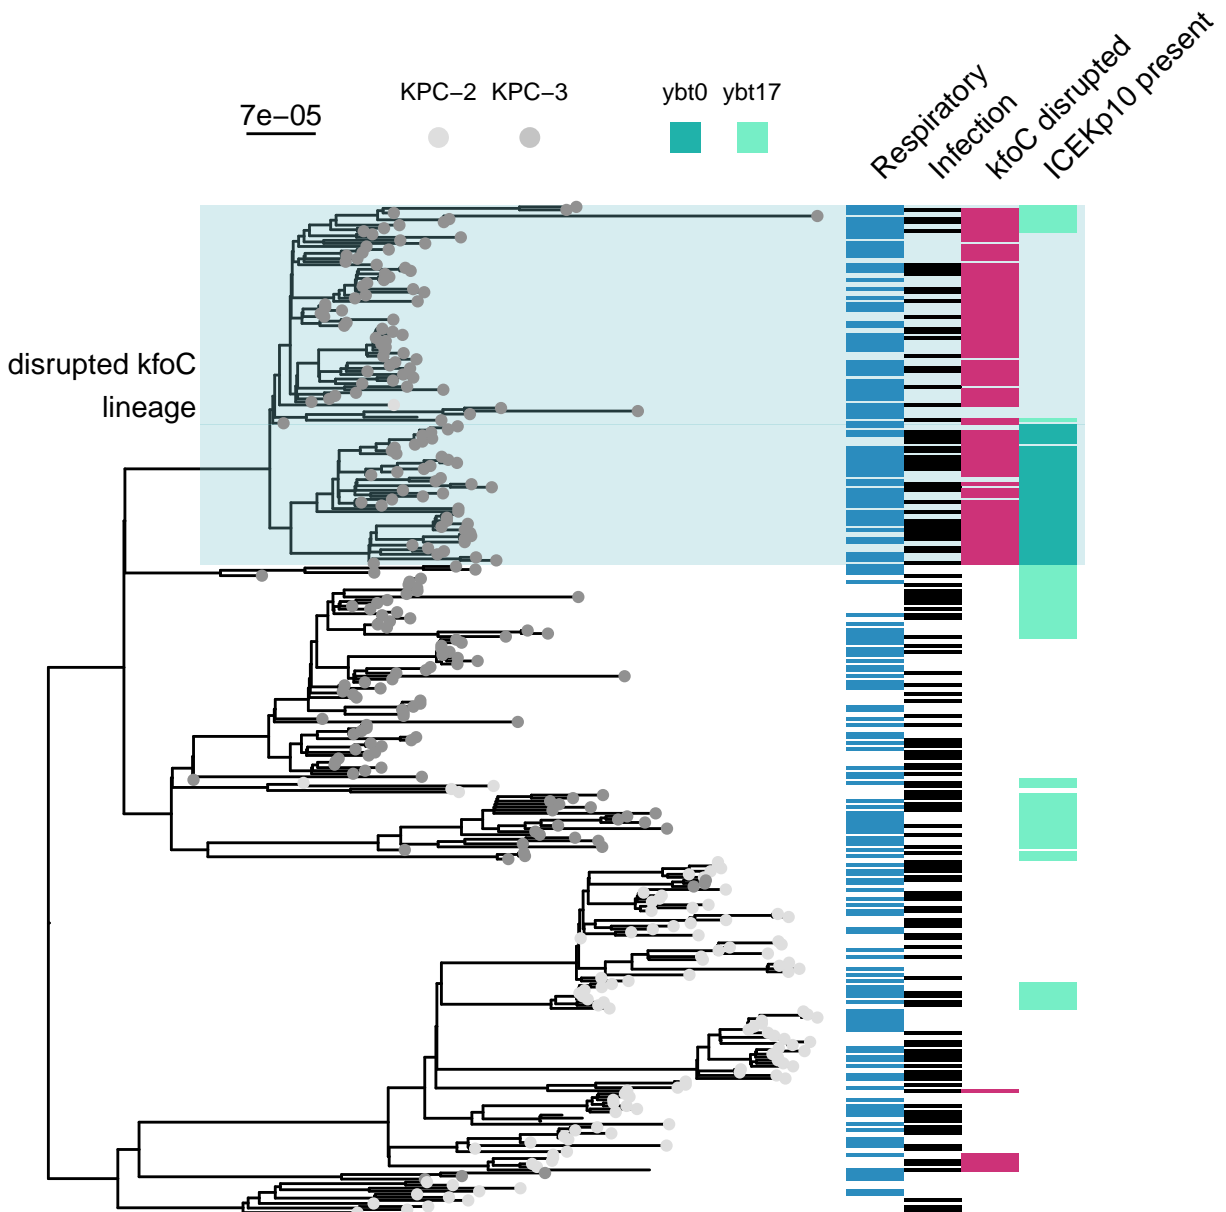 7e−05
KPC−2 KPC−3
ybt0 ybt17
Respiratory
Infection
kfoC disrupted
ICEKp10 present
disrupted kfoC
lineage